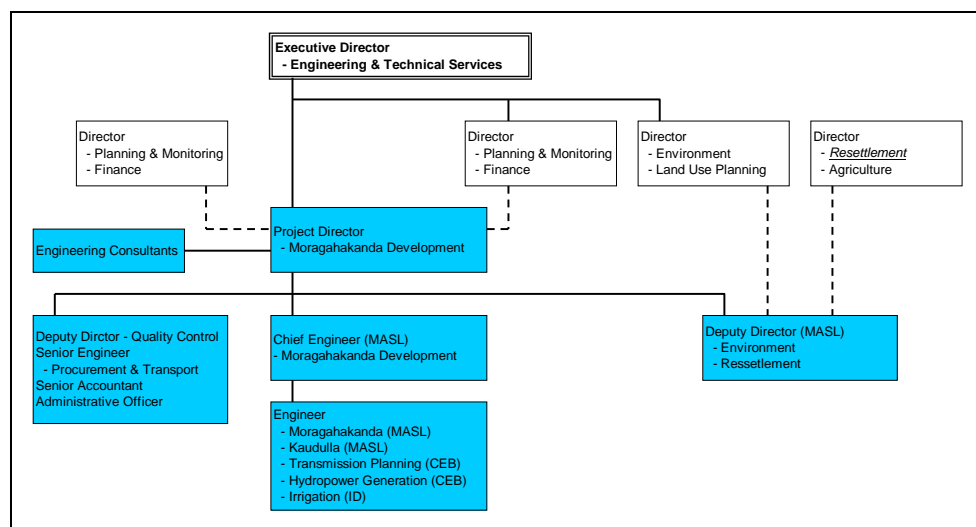 Executive Director
- Engineering & Technical Services
Director
- Planning & Monitoring
- Finance
Director
- Planning & Monitoring
- Finance
Director
- Environment
- Land Use Planning
Director
- Resettlement
- Agriculture
Project Director
- Moragahakanda Development
Engineering Consultants
Deputy Dirctor - Quality Control
Senior Engineer
- Procurement & Transport
Senior Accountant
Administrative Officer
Chief Engineer (MASL)
- Moragahakanda Development
Deputy Director (MASL)
- Environment
- Ressetlement
Engineer
- Moragahakanda (MASL)
- Kaudulla (MASL)
- Transmission Planning (CEB)
- Hydropower Generation (CEB)
- Irrigation (ID)